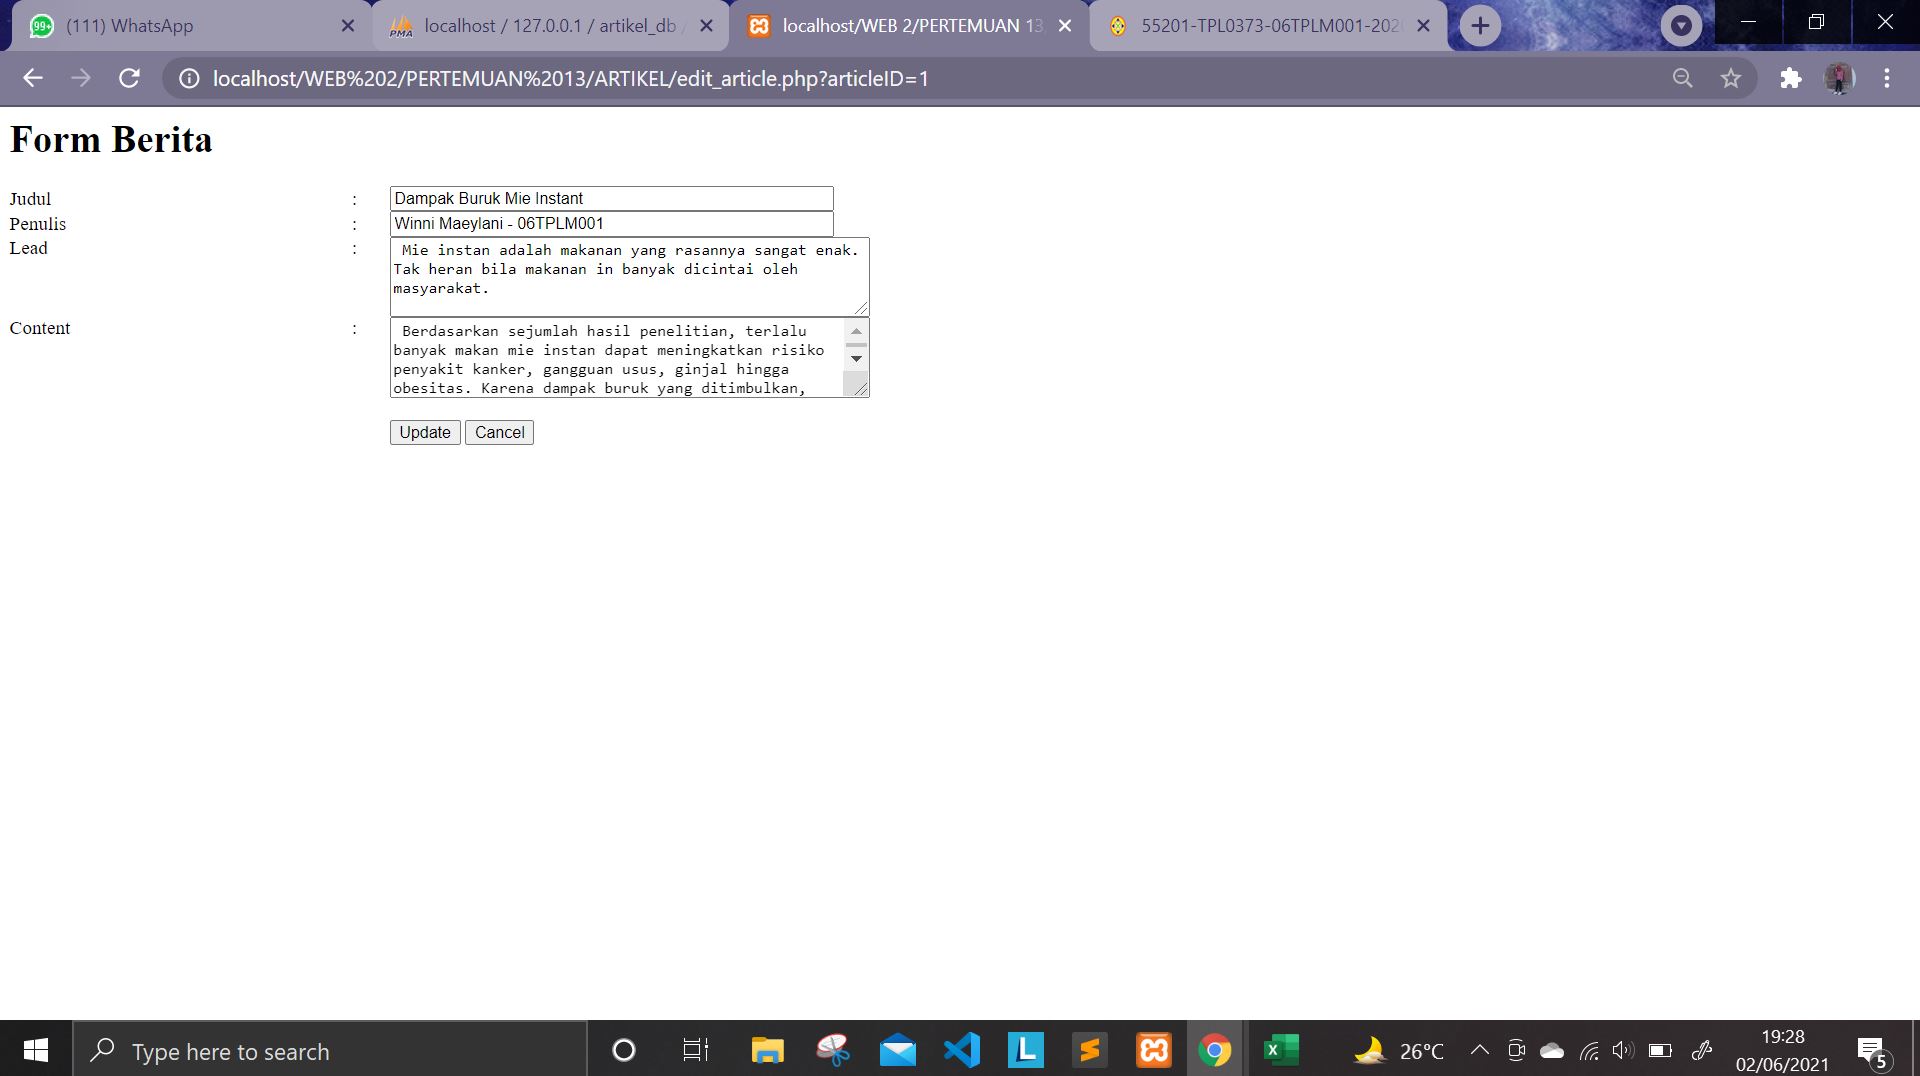 (111) WhatsApp
localhost / 127.0.0.1 / artikel_db /
localhost/WEB 2/PERTEMUAN 13
55201-TPL0373-06TPLM001-202
localhost/WEB%202/PERTEMUAN%2013/ARTIKEL/edit_article.php?articleID=1
Form Berita
Judul : Dampak Buruk Mie Instant
Penulis : Winni Maeylani - 06TPLM001
Lead : Mie instan adalah makanan yang rasannya sangat enak.
Tak heran bila makanan in banyak dicintai oleh
masyarakat.
Content : Berdasarkan sejumlah hasil penelitian, terlalu
banyak makan mie instan dapat meningkatkan risiko
penyakit kanker, gangguan usus, ginjal hingga
obesitas. Karena dampak buruk yang ditimbulkan,
Update Cancel
Type here to search
26°C
19:28
02/06/2021
5